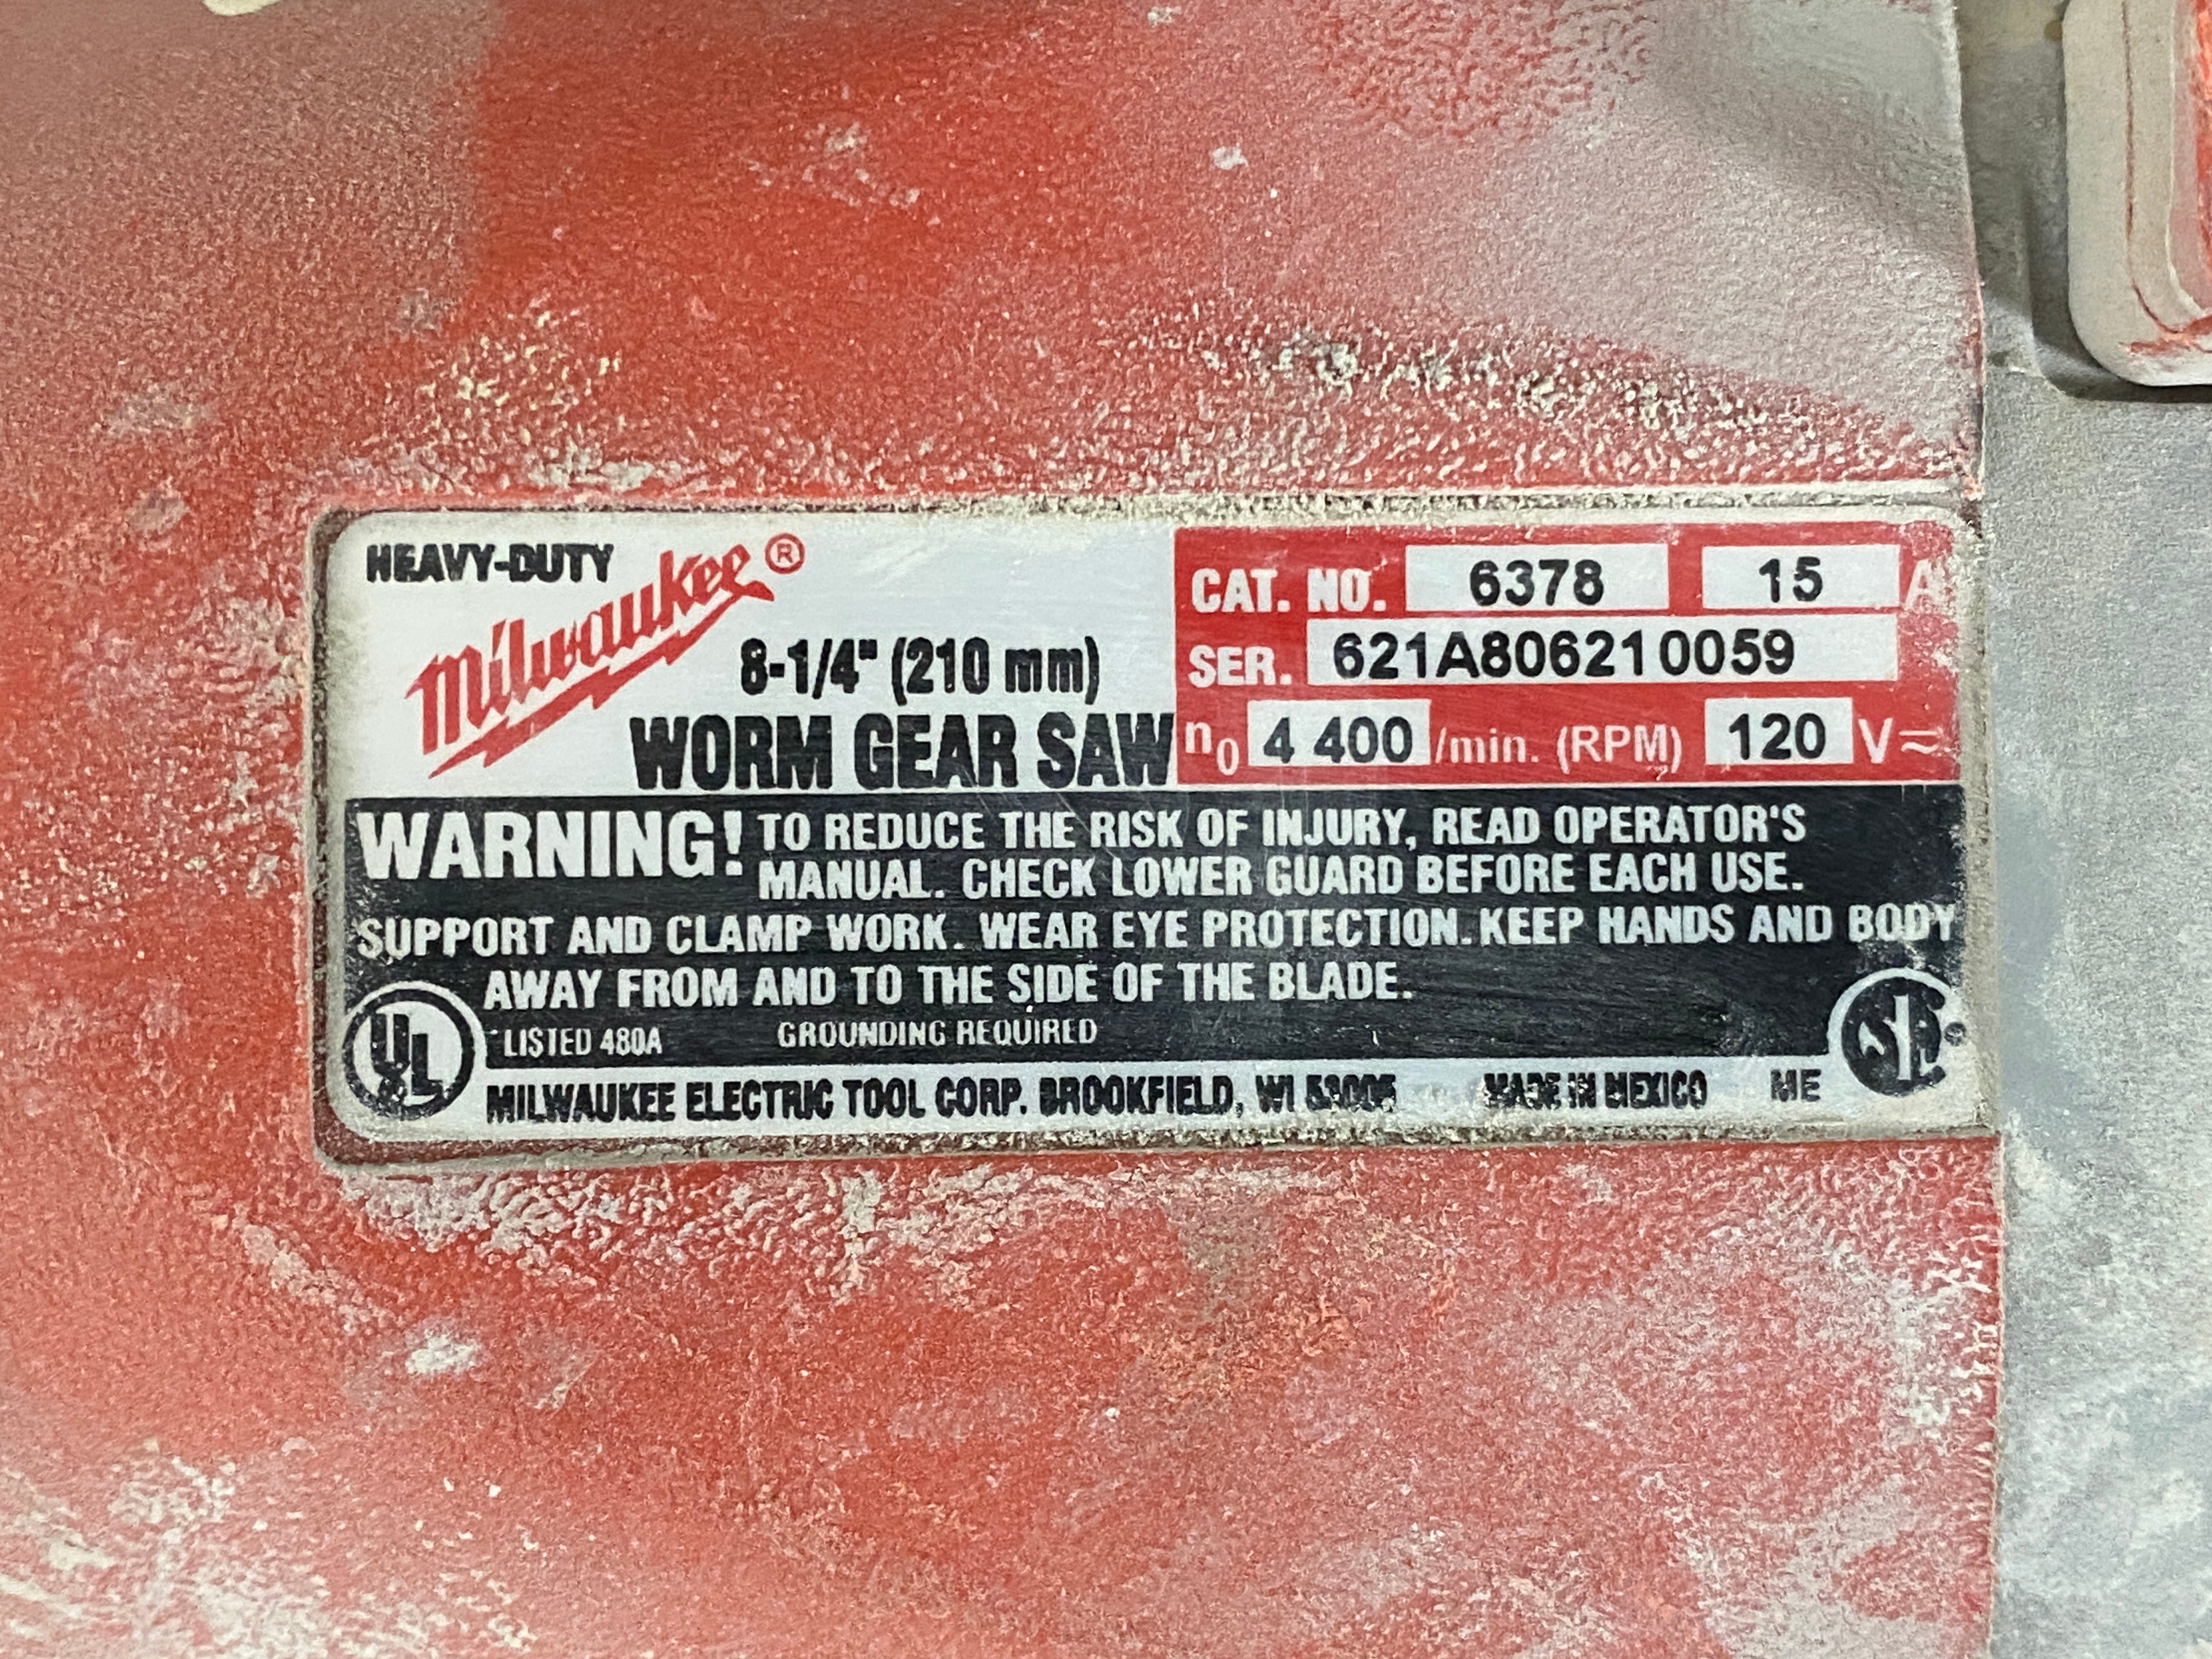 HEAVY-DUTY
Milwaukee®
8-1/4" (210 mm)
WORM GEAR SAW
CAT. NO. 6378 15 A
SER. 621A806210059
n0 4 400 /min. (RPM) 120 V≂
WARNING! TO REDUCE THE RISK OF INJURY, READ OPERATOR'S
MANUAL. CHECK LOWER GUARD BEFORE EACH USE.
SUPPORT AND CLAMP WORK. WEAR EYE PROTECTION. KEEP HANDS AND BODY
AWAY FROM AND TO THE SIDE OF THE BLADE.
UL LISTED 480A GROUNDING REQUIRED
MILWAUKEE ELECTRIC TOOL CORP. BROOKFIELD, WI 53005 MADE IN MEXICO ME